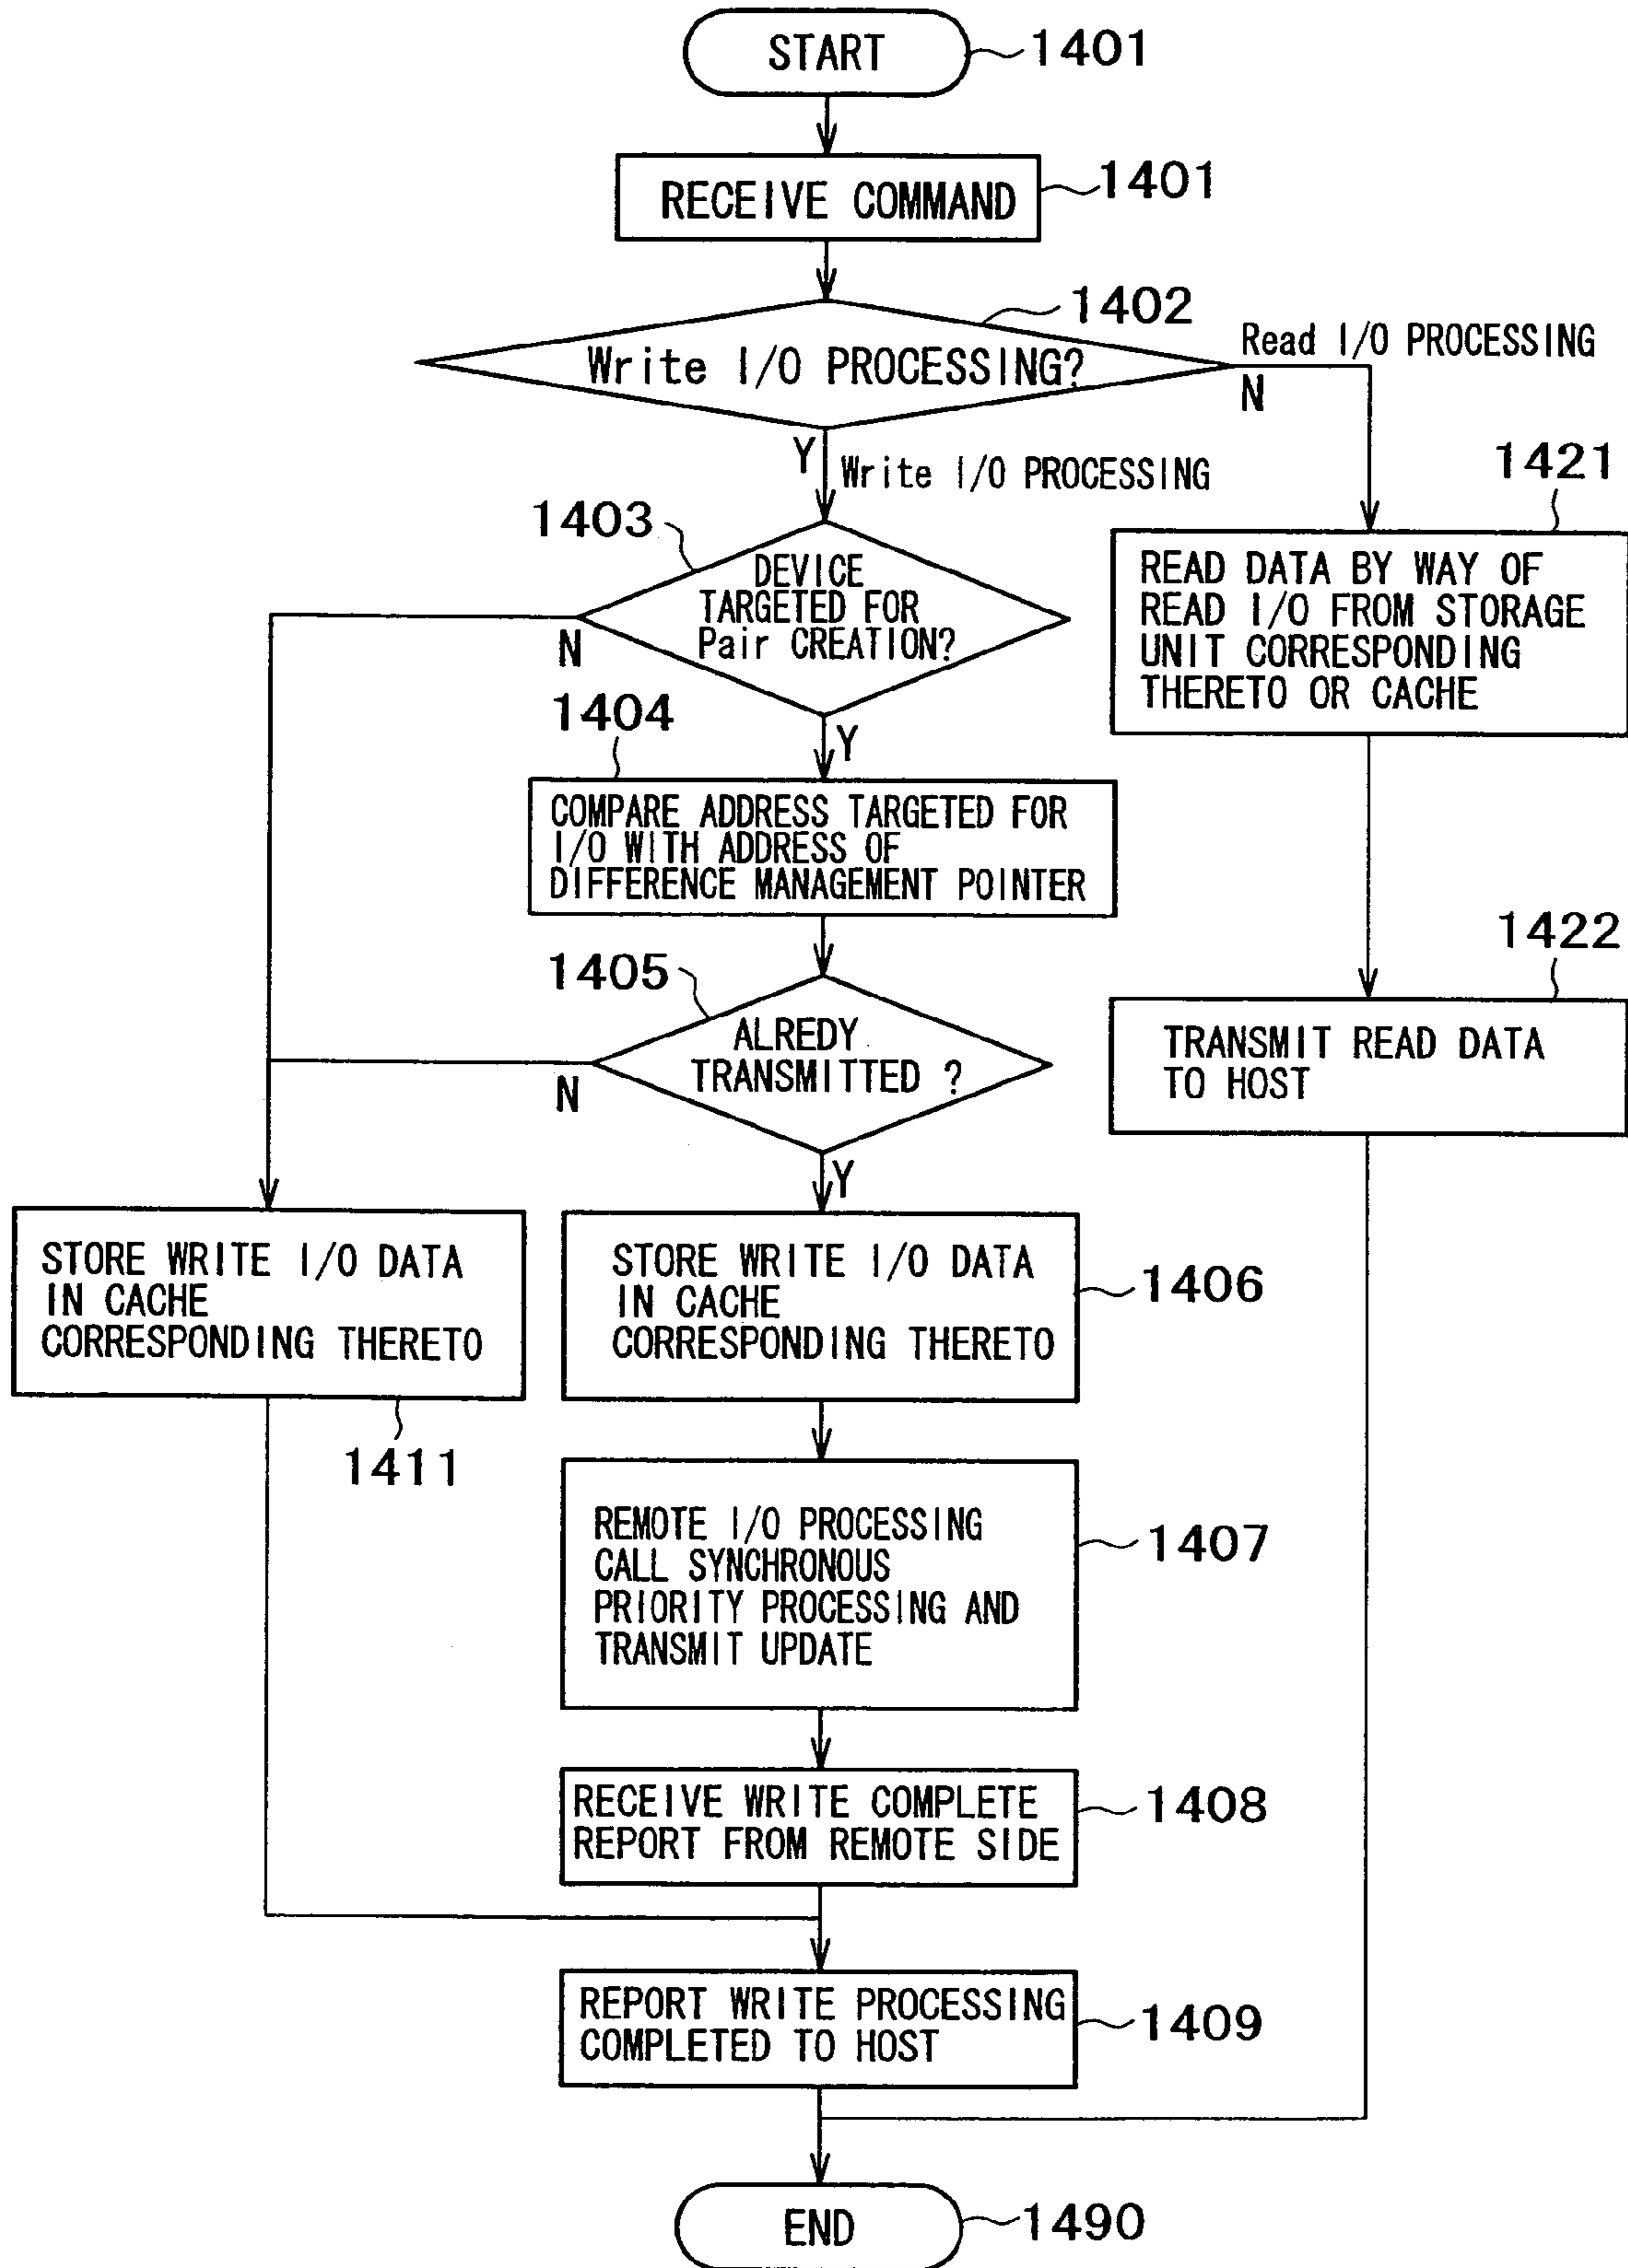 START
1401
RECEIVE COMMAND
1401
1402
Write I/O PROCESSING?
Read I/O PROCESSING
N
Y
Write I/O PROCESSING
1421
READ DATA BY WAY OF
READ I/O FROM STORAGE
UNIT CORRESPONDING
THERETO OR CACHE
1403
DEVICE
TARGETED FOR
Pair CREATION?
N
Y
1404
COMPARE ADDRESS TARGETED FOR
I/O WITH ADDRESS OF
DIFFERENCE MANAGEMENT POINTER
1422
TRANSMIT READ DATA
TO HOST
1405
ALREDY
TRANSMITTED ?
N
Y
STORE WRITE I/O DATA
IN CACHE
CORRESPONDING THERETO
1411
STORE WRITE I/O DATA
IN CACHE
CORRESPONDING THERETO
1406
REMOTE I/O PROCESSING
CALL SYNCHRONOUS
PRIORITY PROCESSING AND
TRANSMIT UPDATE
1407
RECEIVE WRITE COMPLETE
REPORT FROM REMOTE SIDE
1408
REPORT WRITE PROCESSING
COMPLETED TO HOST
1409
END
1490